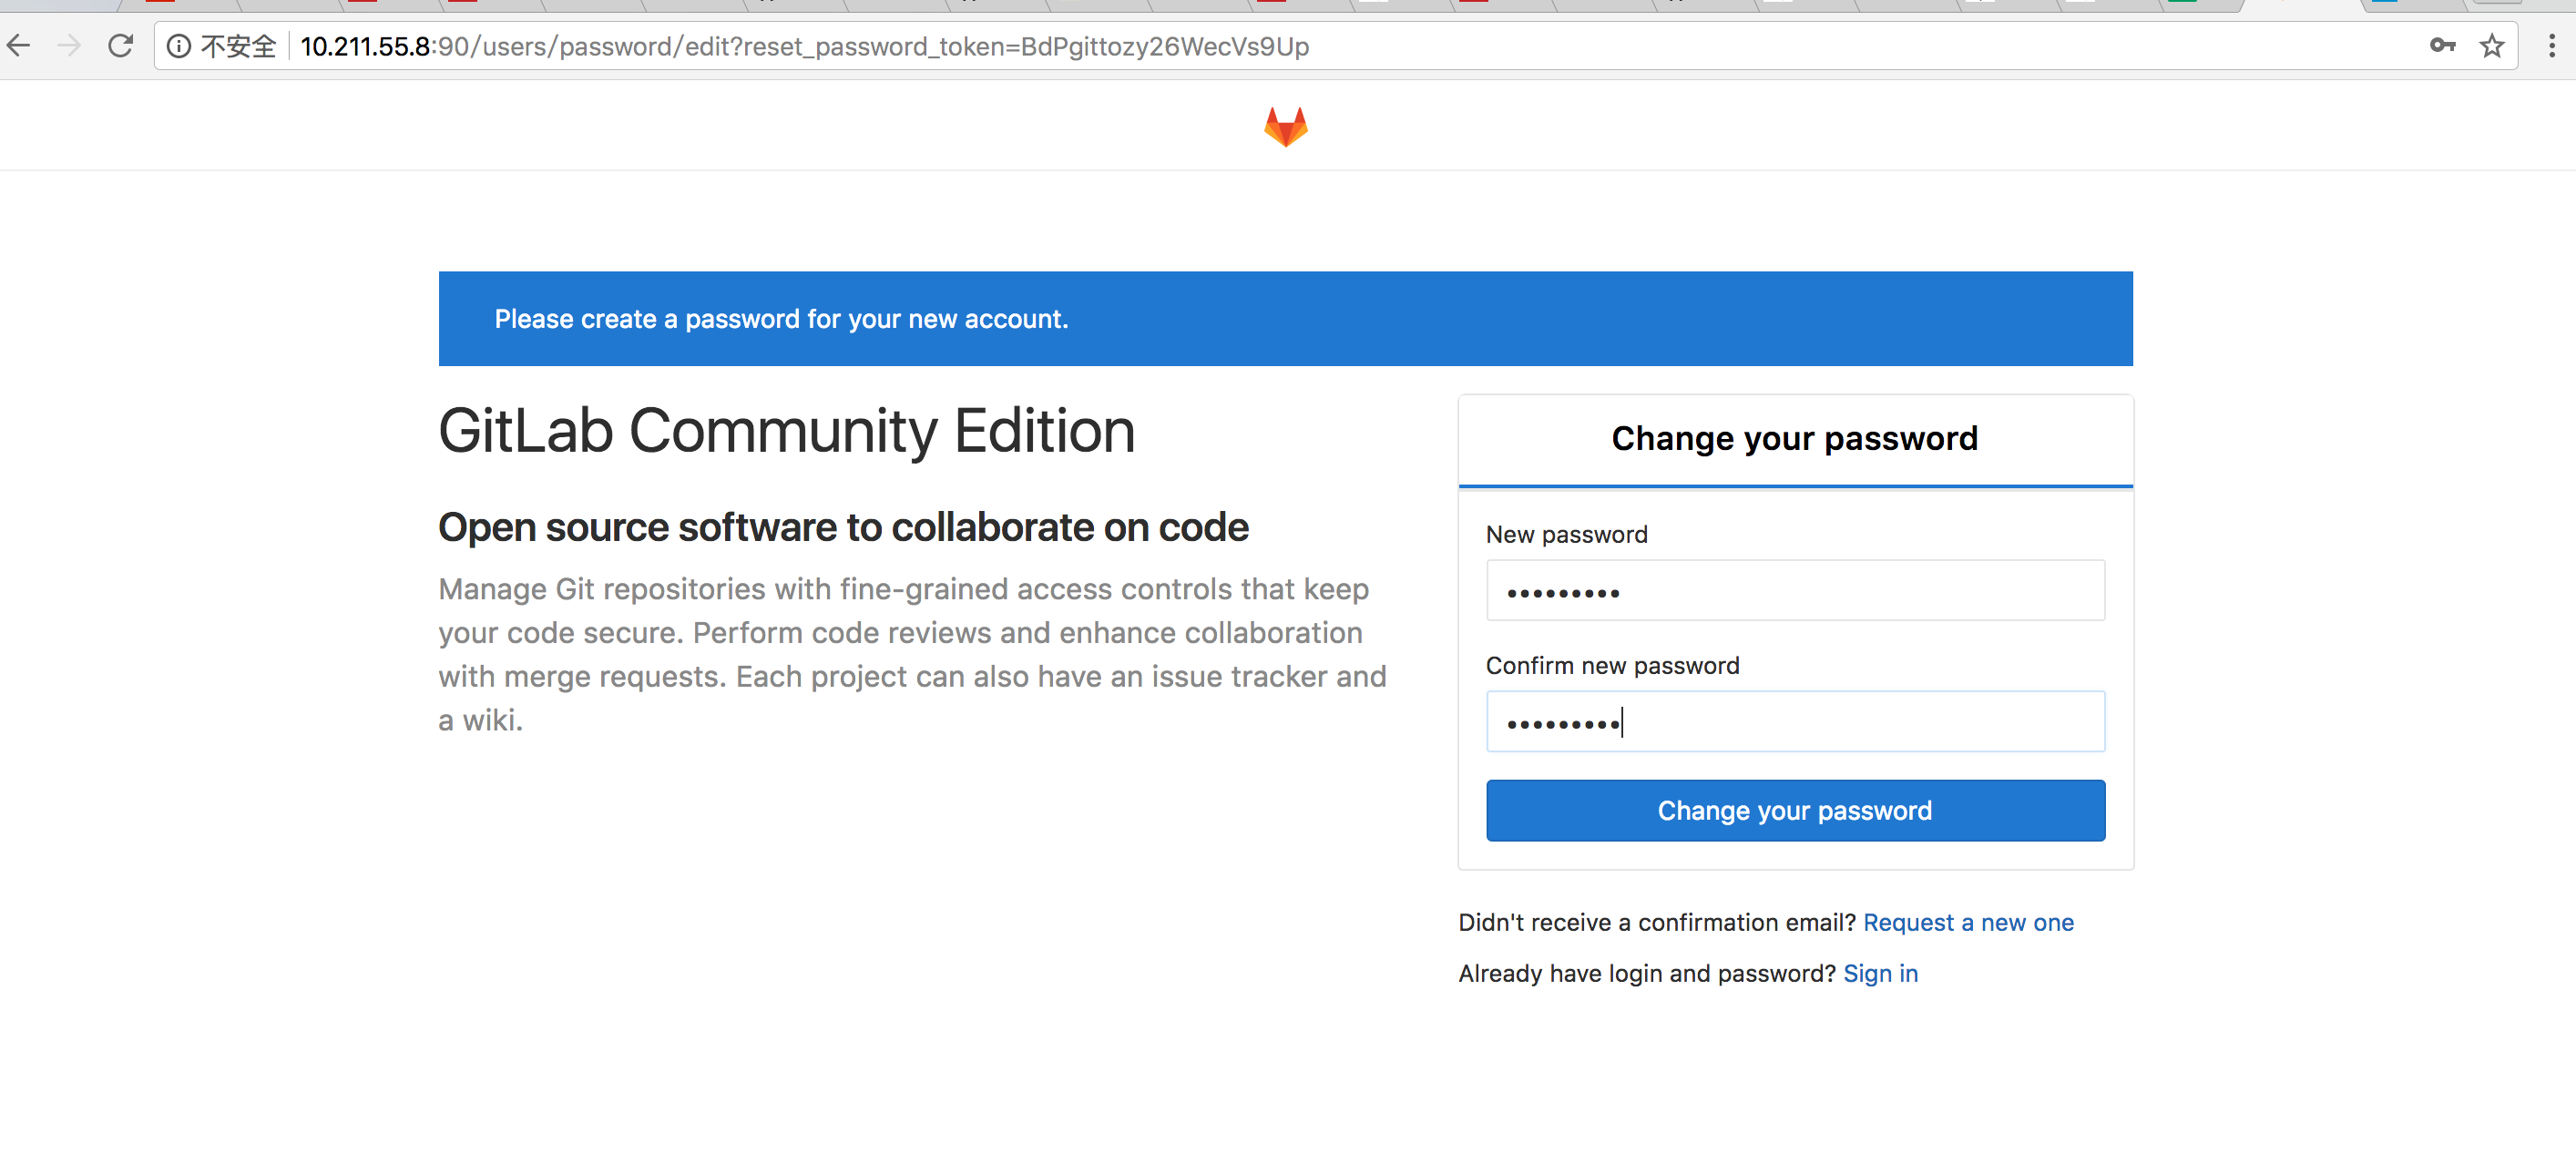 不安全 10.211.55.8:90/users/password/edit?reset_password_token=BdPgittozy26WecVs9Up
Please create a password for your new account.
GitLab Community Edition
Open source software to collaborate on code
Manage Git repositories with fine-grained access controls that keep
your code secure. Perform code reviews and enhance collaboration
with merge requests. Each project can also have an issue tracker and
a wiki.
Change your password
New password
•••••••••
Confirm new password
•••••••••
Change your password
Didn't receive a confirmation email? Request a new one
Already have login and password? Sign in